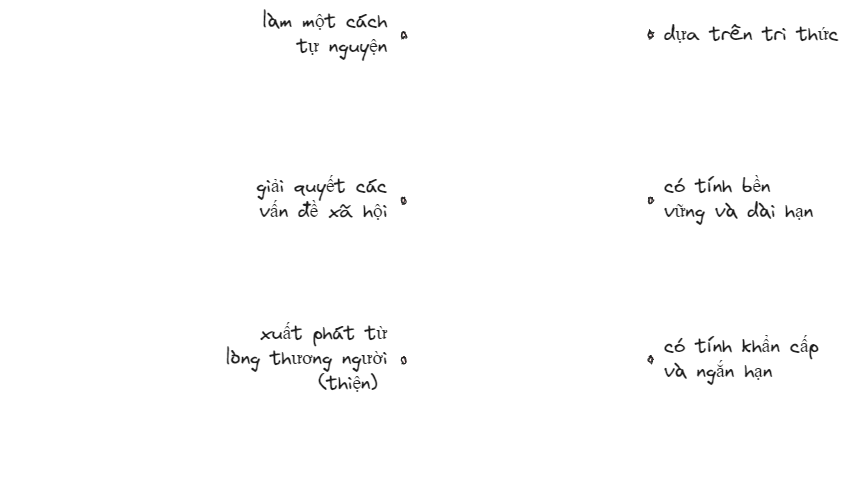 làm một cách
tự nguyện
dựa trên tri thức
giải quyết các
vấn đề xã hội
có tính bền
vững và dài hạn
xuất phát từ
lòng thương người
(thiện)
có tính khẩn cấp
và ngắn hạn